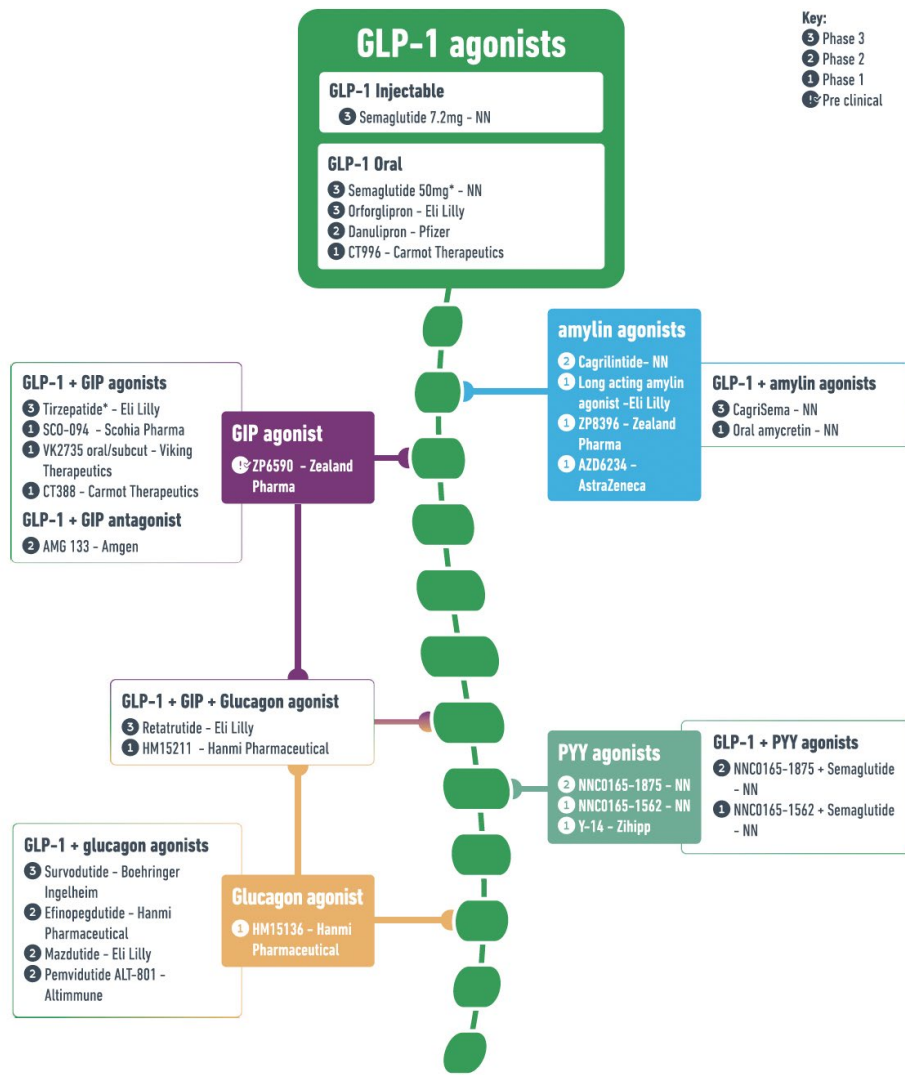 GLP-1 agonists
GLP-1 Injectable
3 Semaglutide 7.2mg - NN
GLP-1 Oral
3 Semaglutide 50mg* - NN
3 Orforglipron - Eli Lilly
2 Danulipron - Pfizer
1 CT996 - Carmot Therapeutics
Key:
3 Phase 3
2 Phase 2
1 Phase 1
Pre clinical
amylin agonists
2 Cagrilintide- NN
1 Long acting amylin
agonist -Eli Lilly
1 ZP8396 - Zealand
Pharma
1 AZD6234 -
AstraZeneca
GLP-1 + amylin agonists
3 CagriSema - NN
1 Oral amycretin - NN
GLP-1 + GIP agonists
3 Tirzepatide* - Eli Lilly
1 SCO-094 - Scohia Pharma
1 VK2735 oral/subcut - Viking
Therapeutics
1 CT388 - Carmot Therapeutics
GLP-1 + GIP antagonist
2 AMG 133 - Amgen
GIP agonist
ZP6590 - Zealand
Pharma
GLP-1 + GIP + Glucagon agonist
3 Retatrutide - Eli Lilly
1 HM15211 - Hanmi Pharmaceutical
PYY agonists
2 NNC0165-1875 - NN
1 NNC0165-1562 - NN
1 Y-14 - Zihipp
GLP-1 + PYY agonists
2 NNC0165-1875 + Semaglutide
- NN
1 NNC0165-1562 + Semaglutide
- NN
GLP-1 + glucagon agonists
3 Survodutide - Boehringer
Ingelheim
2 Efinopegdutide - Hanmi
Pharmaceutical
2 Mazdutide - Eli Lilly
2 Pemvidutide ALT-801 -
Altimmune
Glucagon agonist
1 HM15136 - Hanmi
Pharmaceutical